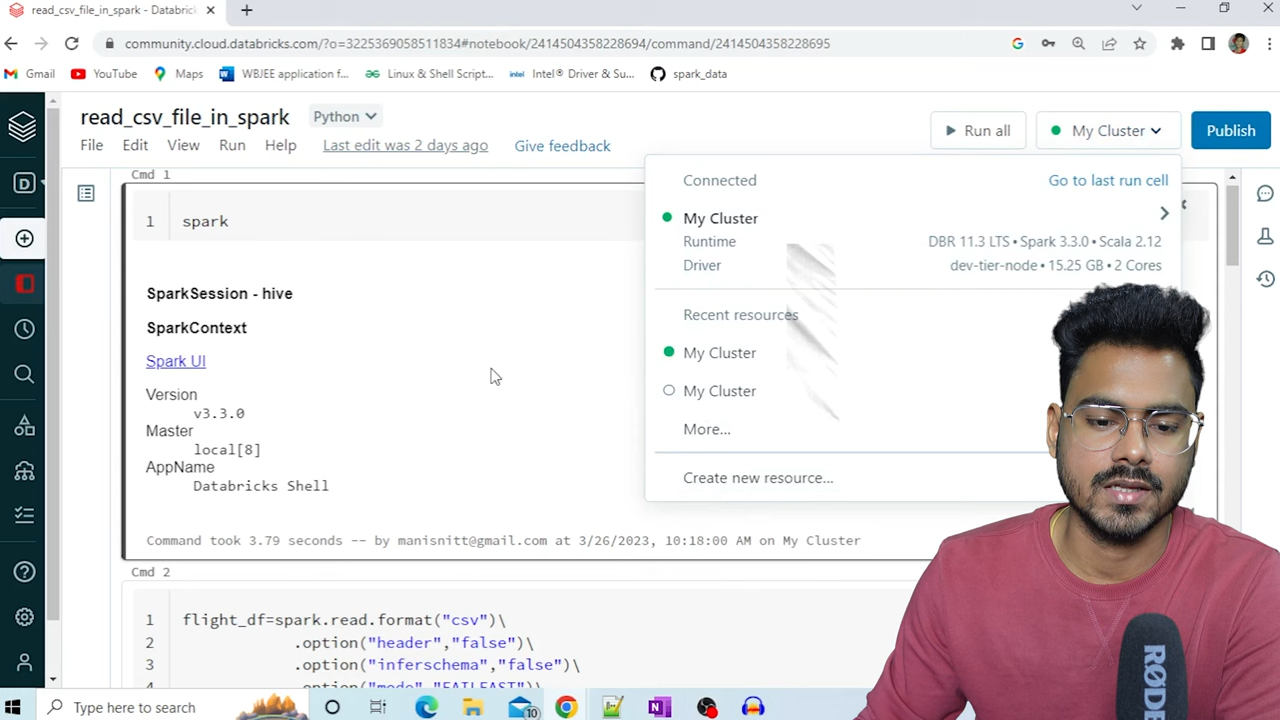 read_csv_file_in_spark - Databric
community.cloud.databricks.com/?o=3225369058511834#notebook/2414504358228694/command/2414504358228695
Gmail YouTube Maps WBJEE application f... Linux & Shell Script... Intel® Driver & Su... spark_data
read_csv_file_in_spark Python
Run all My Cluster Publish
File Edit View Run Help Last edit was 2 days ago Give feedback
Cmd 1
1 spark
SparkSession - hive
SparkContext
Spark UI
Version
v3.3.0
Master
local[8]
AppName
Databricks Shell
Command took 3.79 seconds -- by manisnitt@gmail.com at 3/26/2023, 10:18:00 AM on My Cluster
Connected Go to last run cell
My Cluster
Runtime DBR 11.3 LTS • Spark 3.3.0 • Scala 2.12
Driver dev-tier-node • 15.25 GB • 2 Cores
Recent resources
My Cluster
My Cluster
More...
Create new resource...
Cmd 2
1 flight_df=spark.read.format("csv")\
2 .option("header","false")\
3 .option("inferschema","false")\
4 .option("mode","FAILFAST")\
Type here to search
10
RØDE